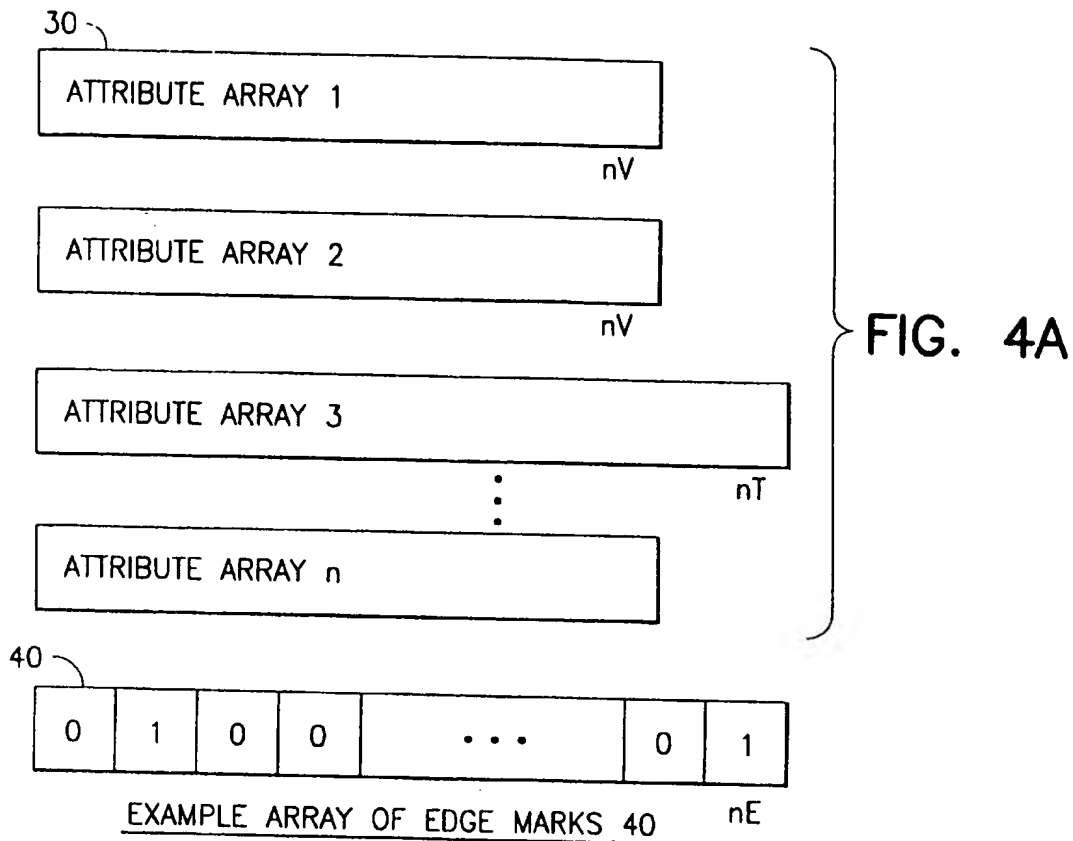 30
ATTRIBUTE ARRAY 1
nV
ATTRIBUTE ARRAY 2
nV
FIG. 4A
ATTRIBUTE ARRAY 3
nT
ATTRIBUTE ARRAY n
40
0 1 0 0 ... 0 1
EXAMPLE ARRAY OF EDGE MARKS 40 nE